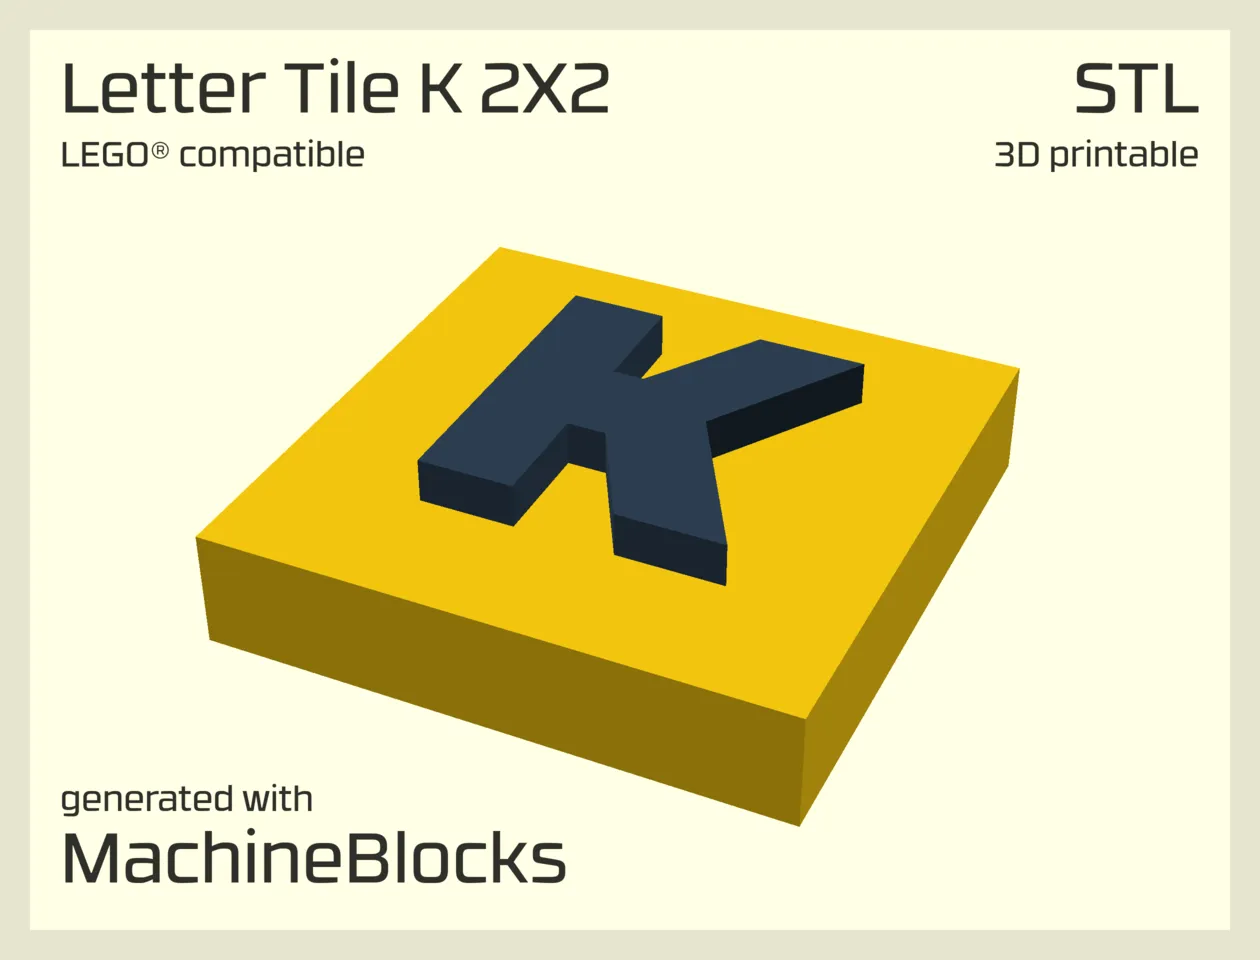 Letter Tile K 2X2
STL
LEGO® compatible
3D printable
K
generated with
MachineBlocks